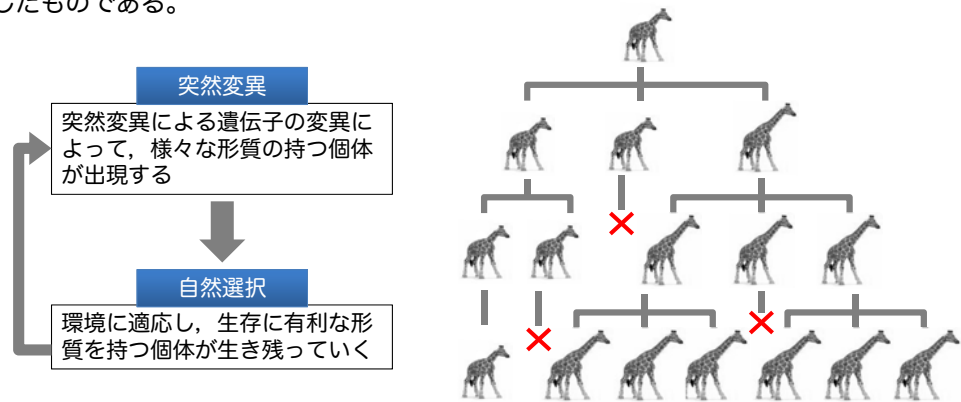 したものである。
突然変異
突然変異による遺伝子の変異に
よって，様々な形質の持つ個体
が出現する
自然選択
環境に適応し，生存に有利な形
質を持つ個体が生き残っていく